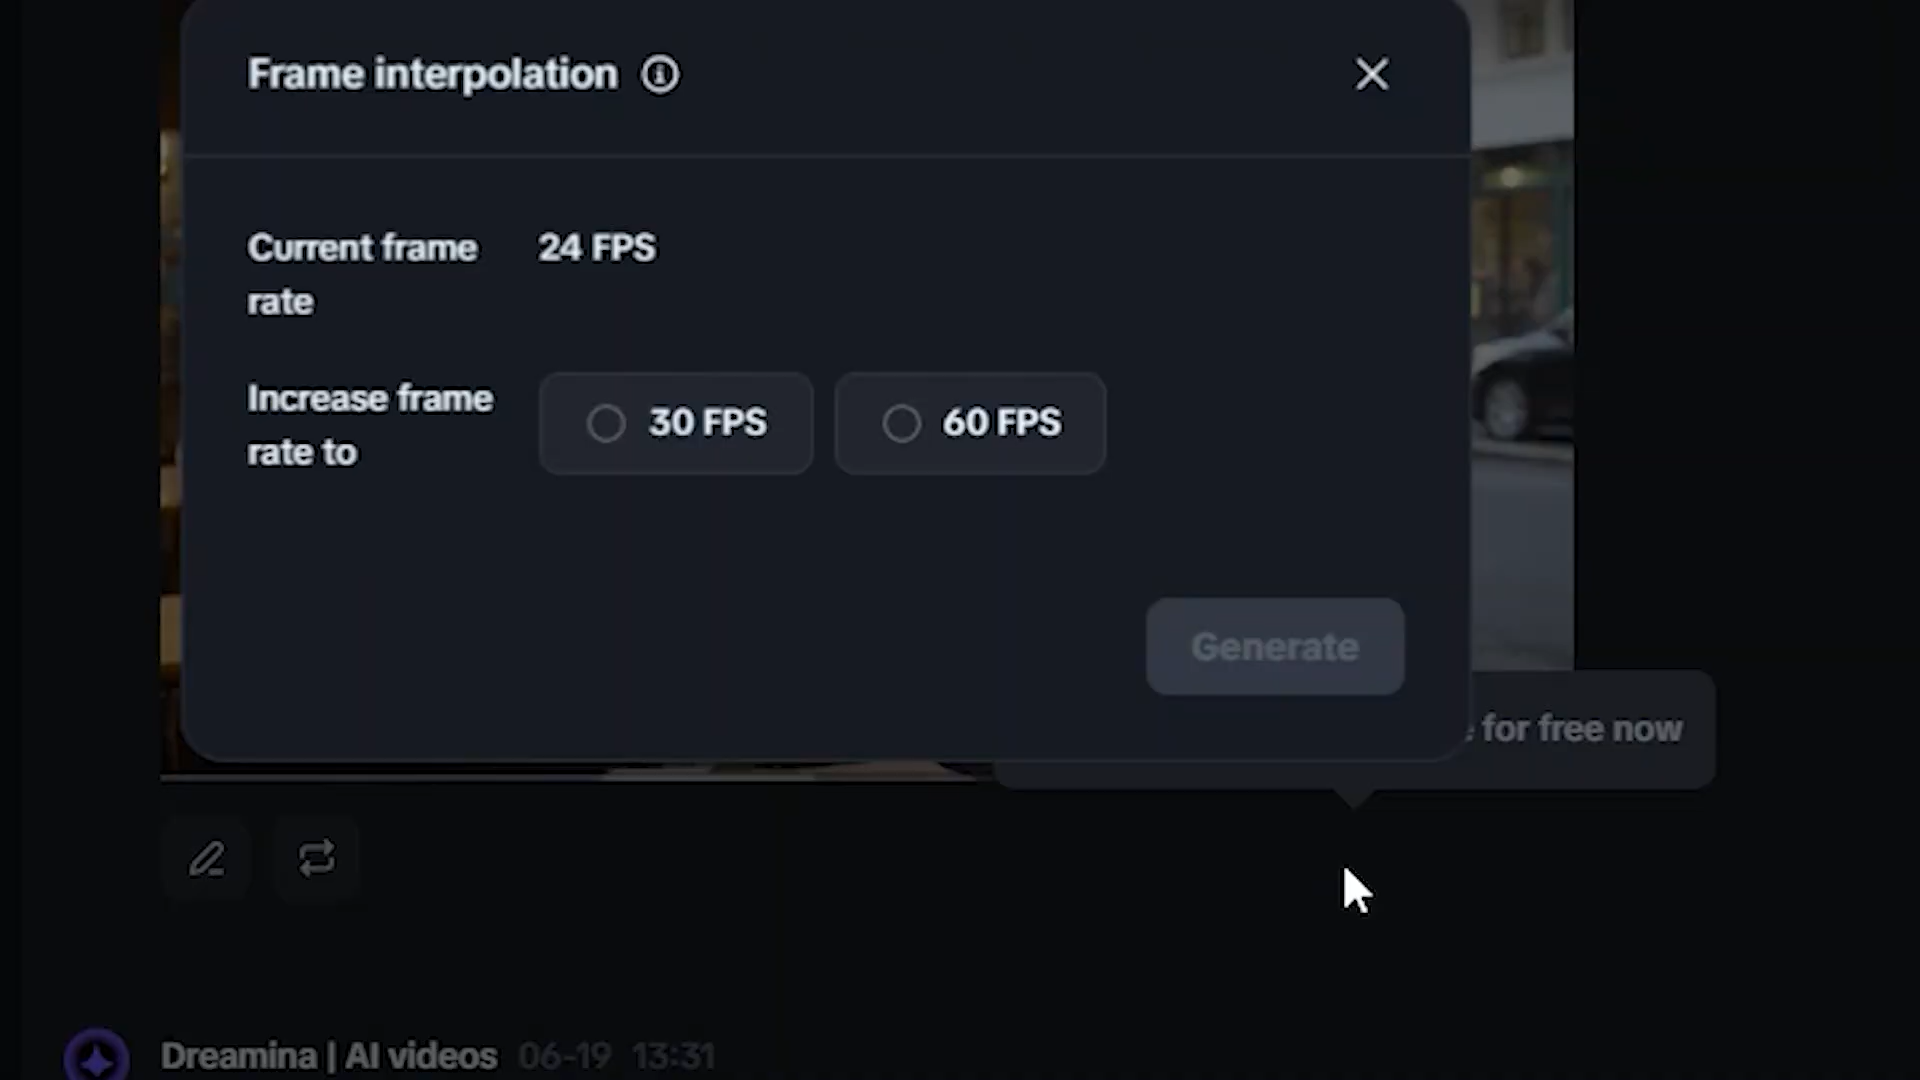 Frame interpolation
Current frame rate
24 FPS
Increase frame rate to
30 FPS
60 FPS
Generate
for free now
Dreamina | AI videos 06-19 13:31